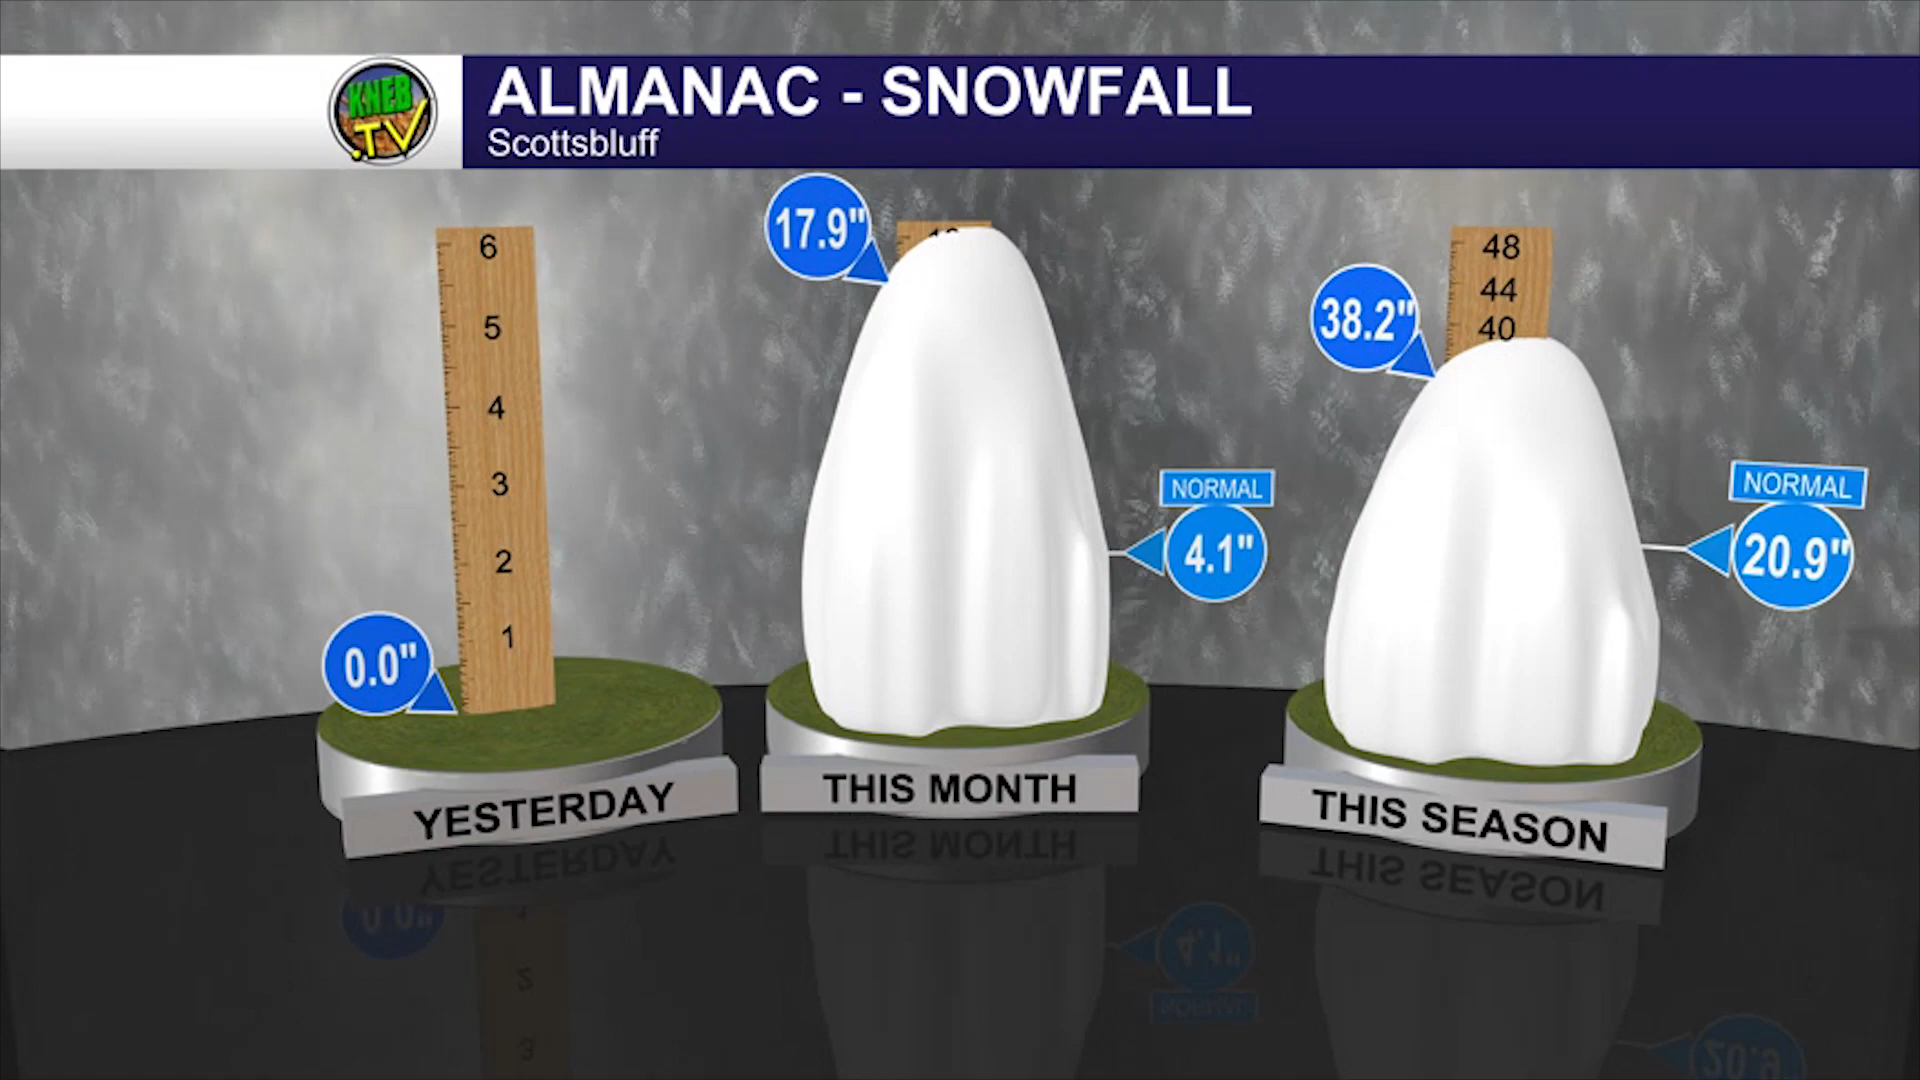 KNEB
.TV
ALMANAC - SNOWFALL
Scottsbluff
6
5
4
3
2
1
0.0"
YESTERDAY
17.9"
NORMAL
4.1"
THIS MONTH
48
44
40
38.2"
NORMAL
20.9"
THIS SEASON